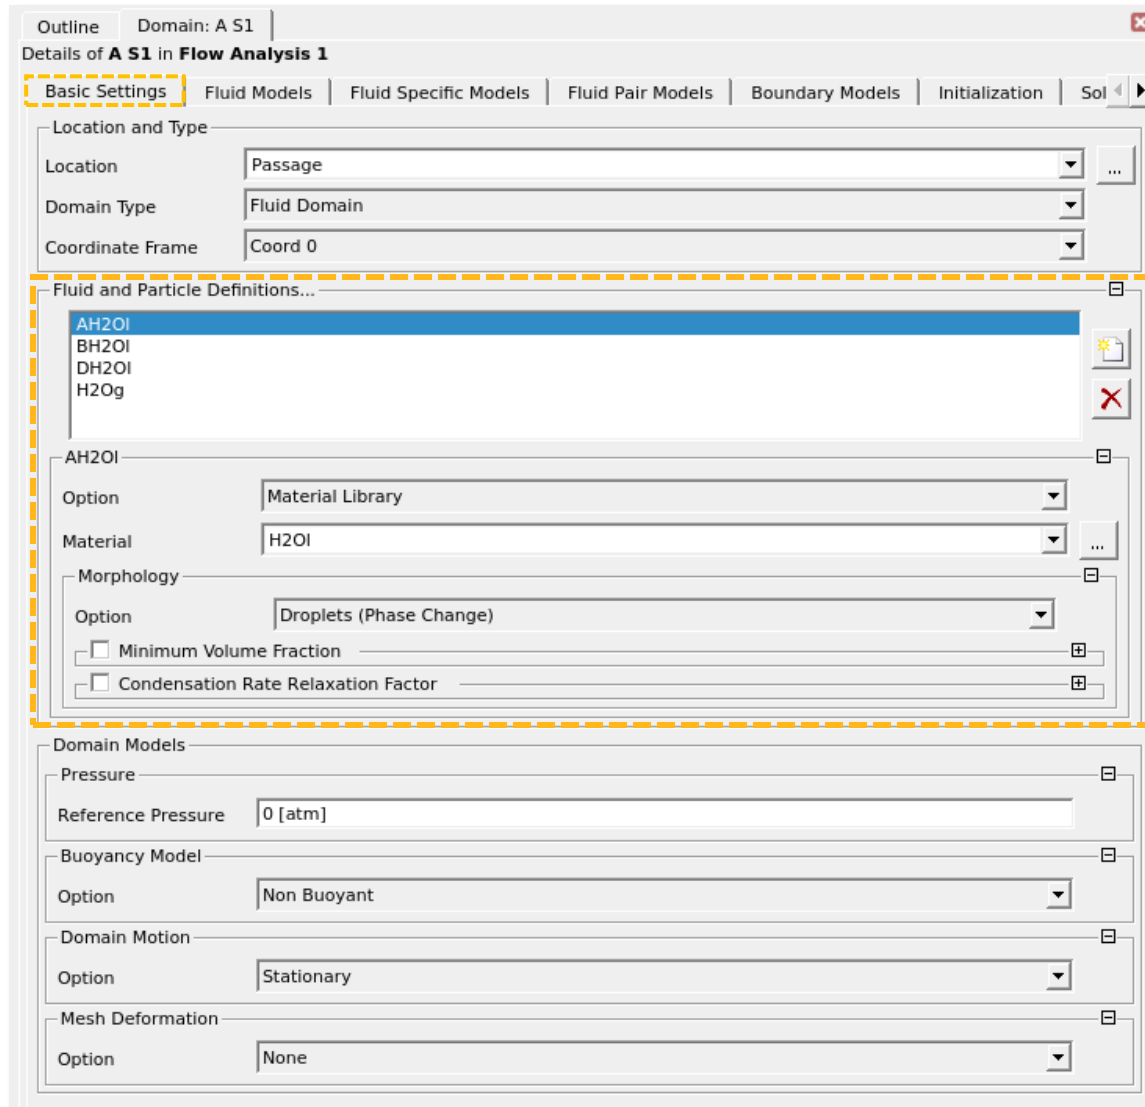 Outline Domain: A S1
Details of A S1 in Flow Analysis 1
Basic Settings Fluid Models Fluid Specific Models Fluid Pair Models Boundary Models Initialization Sol
Location and Type
Location Passage ...
Domain Type Fluid Domain
Coordinate Frame Coord 0
Fluid and Particle Definitions...
AH2Ol
BH2Ol
DH2Ol
H2Og
AH2Ol
Option Material Library
Material H2Ol ...
Morphology
Option Droplets (Phase Change)
Minimum Volume Fraction
Condensation Rate Relaxation Factor
Domain Models
Pressure
Reference Pressure 0 [atm]
Buoyancy Model
Option Non Buoyant
Domain Motion
Option Stationary
Mesh Deformation
Option None